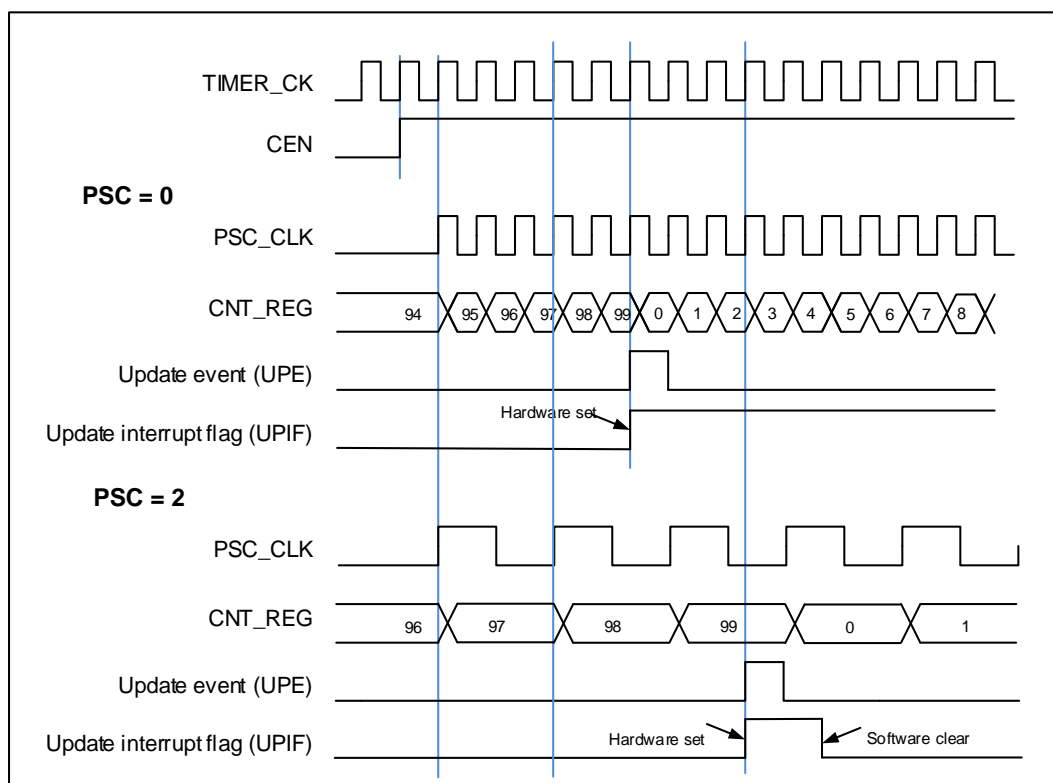 TIMER_CK
CEN
PSC = 0
PSC_CLK
CNT_REG 94 95 96 97 98 99 0 1 2 3 4 5 6 7 8
Update event (UPE)
Hardware set
Update interrupt flag (UPIF)
PSC = 2
PSC_CLK
CNT_REG 96 97 98 99 0 1
Update event (UPE)
Update interrupt flag (UPIF) Hardware set Software clear